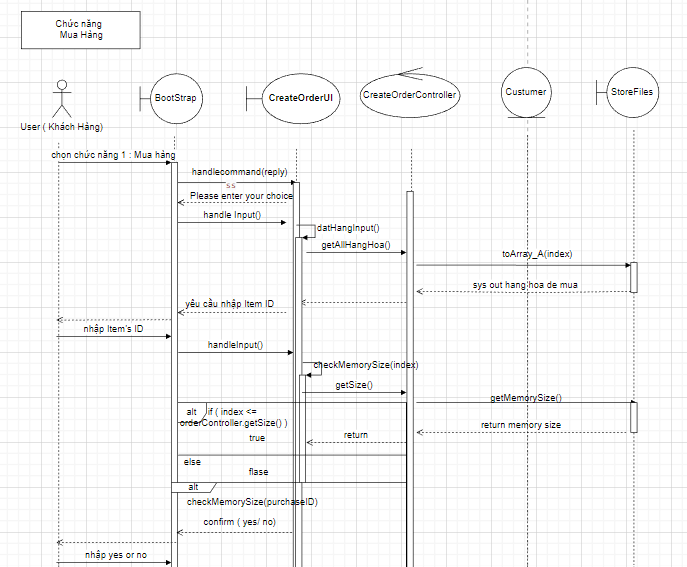 Chức năng
Mua Hàng
BootStrap
CreateOrderUI
CreateOrderController
Custumer
StoreFiles
User ( Khách Hàng)
chọn chức năng 1 : Mua hàng
handlecommand(reply)
ss
Please enter your choice
handle Input()
datHangInput()
getAllHangHoa()
toArray_A(index)
sys out hang hoa de mua
yêu cầu nhập Item ID
nhập Item's ID
handleInput()
checkMemorySize(index)
getSize()
getMemorySize()
alt
if ( index <=
orderController.getSize() )
return memory size
true
return
else
flase
alt
checkMemorySize(purchaseID)
confirm ( yes/ no)
nhập yes or no